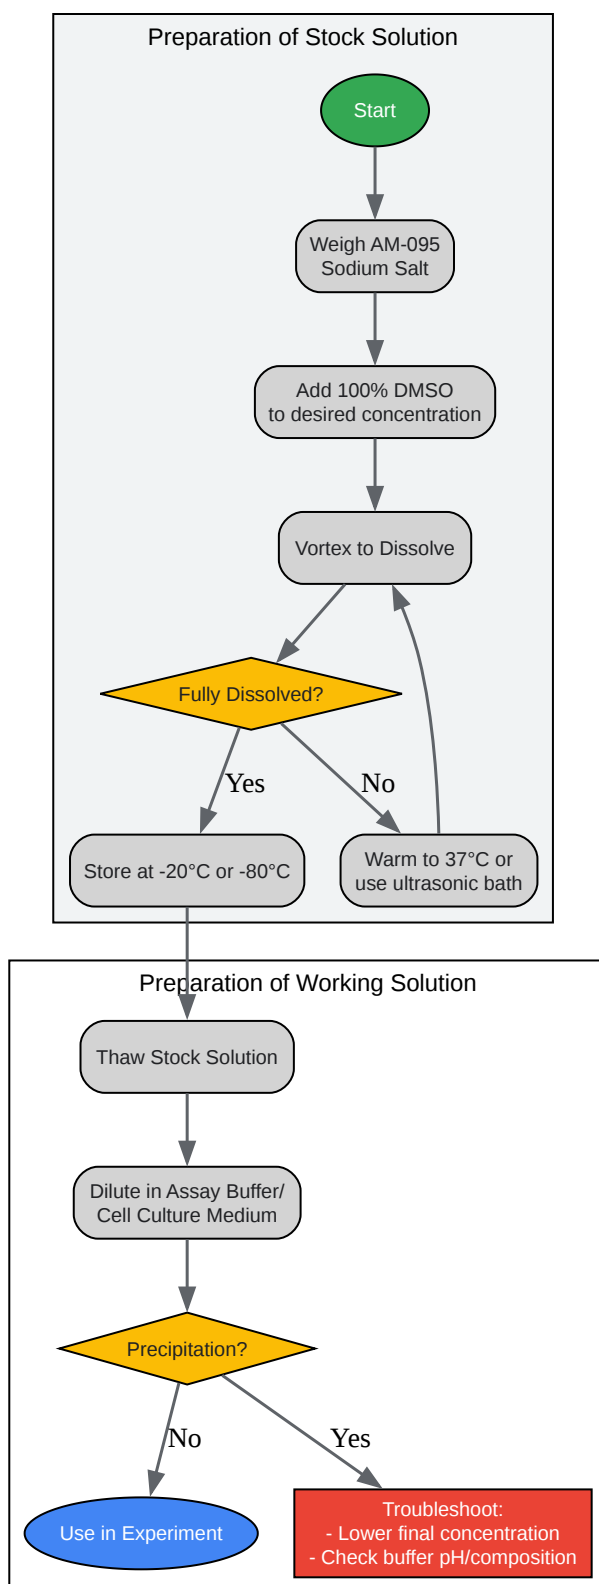 Preparation of Stock Solution
Start
Weigh AM-095
Sodium Salt
Add 100% DMSO
to desired concentration
Vortex to Dissolve
Fully Dissolved?
Yes
No
Store at -20°C or -80°C
Warm to 37°C or
use ultrasonic bath
Preparation of Working Solution
Thaw Stock Solution
Dilute in Assay Buffer/
Cell Culture Medium
Precipitation?
No
Yes
Use in Experiment
Troubleshoot:
- Lower final concentration
- Check buffer pH/composition